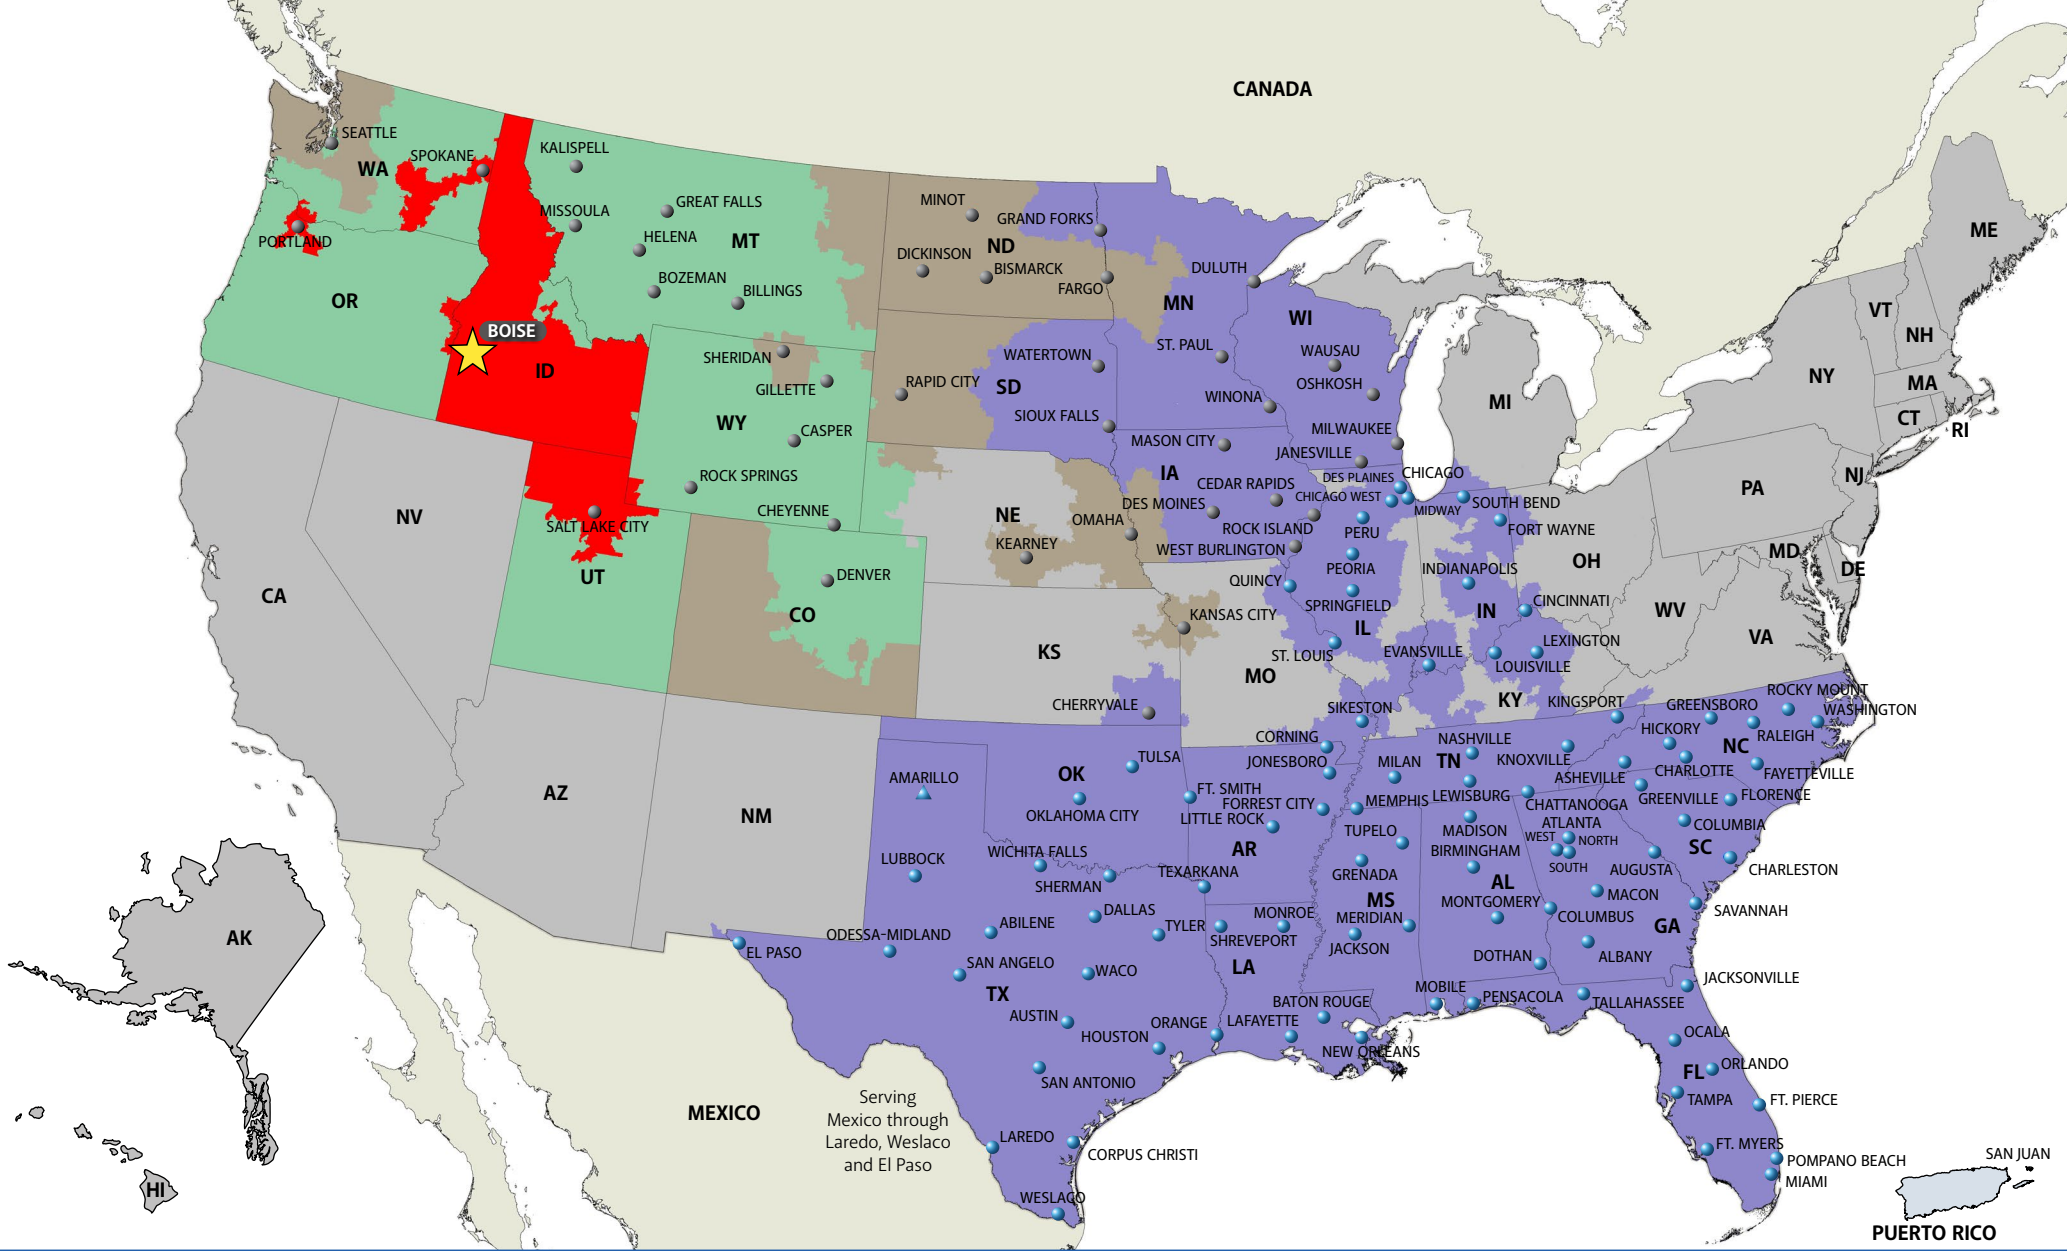 CANADA
SEATTLE
WA
SPOKANE
KALISPELL
MISSOULA
GREAT FALLS
HELENA
MT
BOZEMAN
BILLINGS
PORTLAND
OR
BOISE
ID
MINOT
GRAND FORKS
ND
DICKINSON
BISMARCK
FARGO
DULUTH
MN
WI
ME
VT
NH
NY
MA
CT
RI
MI
SHERIDAN
GILLETTE
WY
CASPER
ROCK SPRINGS
CHEYENNE
WATERTOWN
RAPID CITY
SD
SIOUX FALLS
ST. PAUL
WINONA
WAUSAU
OSHKOSH
MILWAUKEE
JANESVILLE
MASON CITY
IA
CEDAR RAPIDS
DES MOINES
ROCK ISLAND
WEST BURLINGTON
DES PLAINES
CHICAGO
CHICAGO WEST
MIDWAY
SOUTH BEND
FORT WAYNE
PERU
PEORIA
INDIANAPOLIS
QUINCY
SPRINGFIELD
IL
IN
CINCINNATI
OH
PA
NJ
MD
DE
WV
VA
NV
SALT LAKE CITY
UT
CA
NE
OMAHA
KEARNEY
DENVER
CO
KANSAS CITY
KS
MO
ST. LOUIS
EVANSVILLE
LEXINGTON
LOUISVILLE
KY
CHERRYVALE
SIKESTON
KINGSPORT
GREENSBORO
ROCKY MOUNT
WASHINGTON
HICKORY
NC
RALEIGH
CORNING
NASHVILLE
TN
KNOXVILLE
JONESBORO
MILAN
ASHEVILLE
CHARLOTTE
FAYETTEVILLE
AZ
NM
AMARILLO
OK
TULSA
OKLAHOMA CITY
FT. SMITH
FORREST CITY
LITTLE ROCK
MEMPHIS
LEWISBURG
CHATTANOOGA
GREENVILLE
FLORENCE
TUPELO
MADISON
ATLANTA
WEST
NORTH
SOUTH
COLUMBIA
SC
CHARLESTON
LUBBOCK
WICHITA FALLS
SHERMAN
AR
TEXARKANA
GRENADA
BIRMINGHAM
AUGUSTA
MACON
MS
AL
MONTGOMERY
COLUMBUS
GA
SAVANNAH
DALLAS
ABILENE
TYLER
MONROE
MERIDIAN
SHREVEPORT
JACKSON
ODESSA-MIDLAND
EL PASO
SAN ANGELO
WACO
LA
DOTHAN
ALBANY
JACKSONVILLE
TX
AUSTIN
HOUSTON
ORANGE
LAFAYETTE
BATON ROUGE
MOBILE
PENSACOLA
TALLAHASSEE
NEW ORLEANS
OCALA
ORLANDO
FL
TAMPA
FT. PIERCE
SAN ANTONIO
AK
MEXICO
Serving
Mexico through
Laredo, Weslaco
and El Paso
LAREDO
CORPUS CHRISTI
WESLACO
FT. MYERS
POMPANO BEACH
MIAMI
SAN JUAN
HI
PUERTO RICO